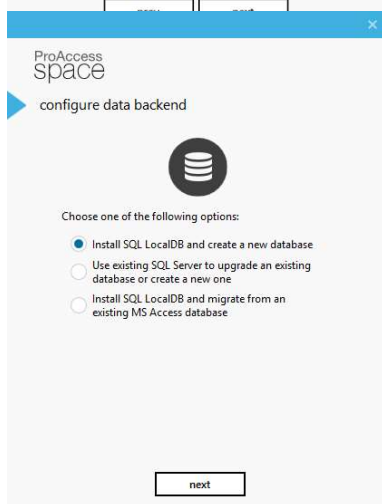 ProAccess
space
configure data backend
Choose one of the following options:
Install SQL LocalDB and create a new database
Use existing SQL Server to upgrade an existing
database or create a new one
Install SQL LocalDB and migrate from an
existing MS Access database
next